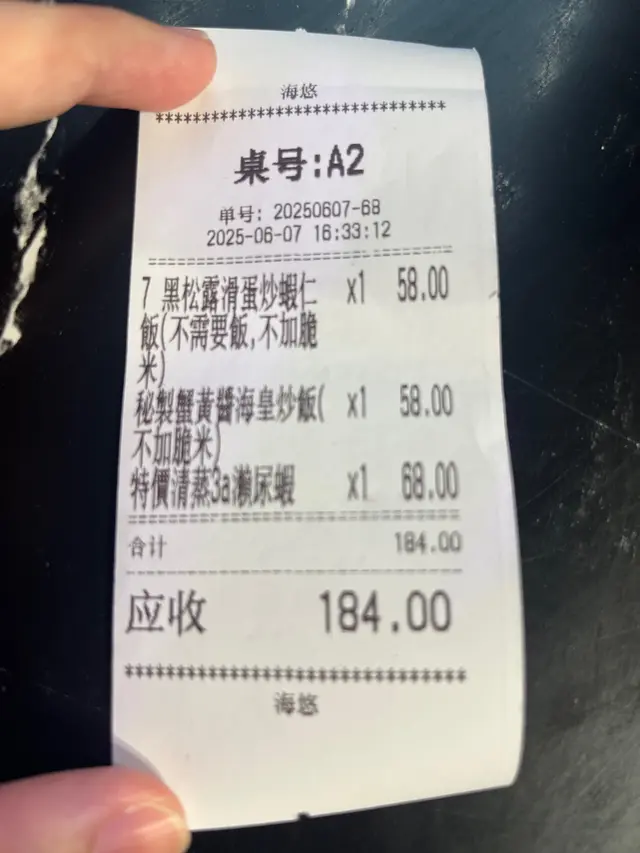 海悠
******************************
桌号:A2
单号: 20250607-68
2025-06-07 16:33:12
7 黑松露滑蛋炒蝦仁 x1 58.00
飯(不需要飯,不加脆
米)
秘製蟹黃醬海皇炒飯( x1 58.00
不加脆米)
特價清蒸3a瀨尿蝦 x1 68.00
合计 184.00
应收 184.00
******************************
海悠